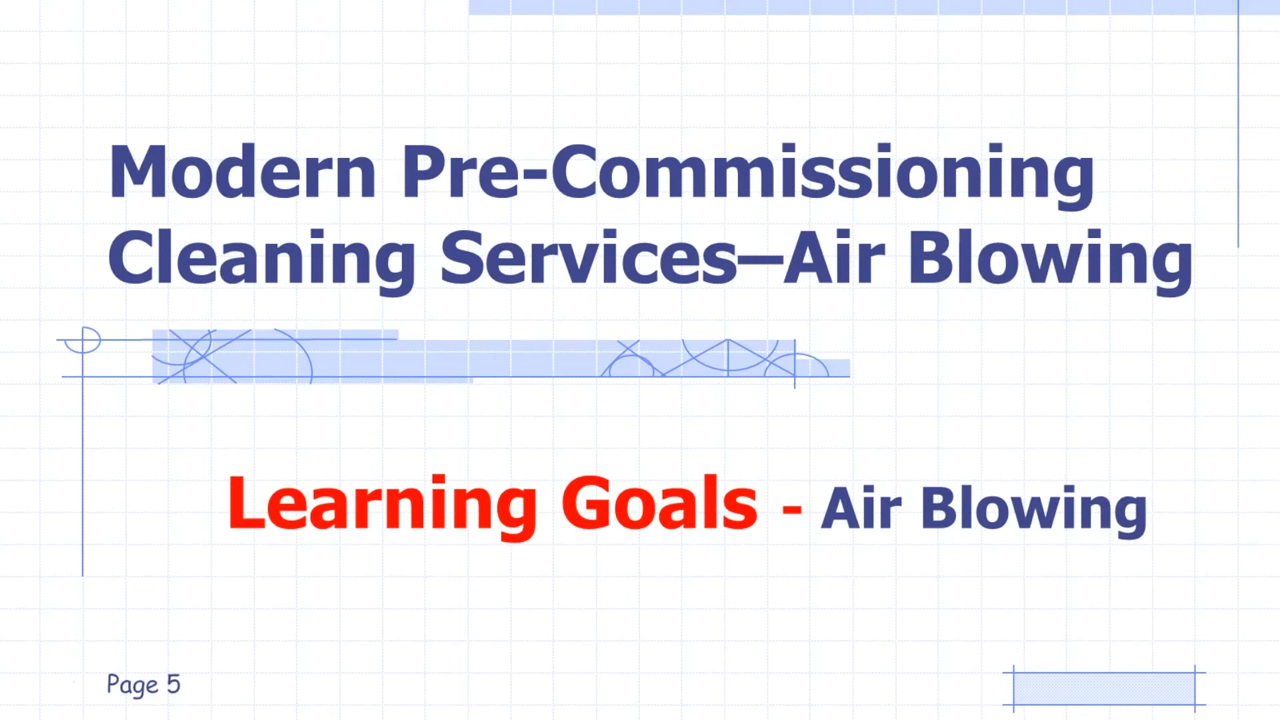 Modern Pre-Commissioning
Cleaning Services—Air Blowing
Learning Goals - Air Blowing
Page 5